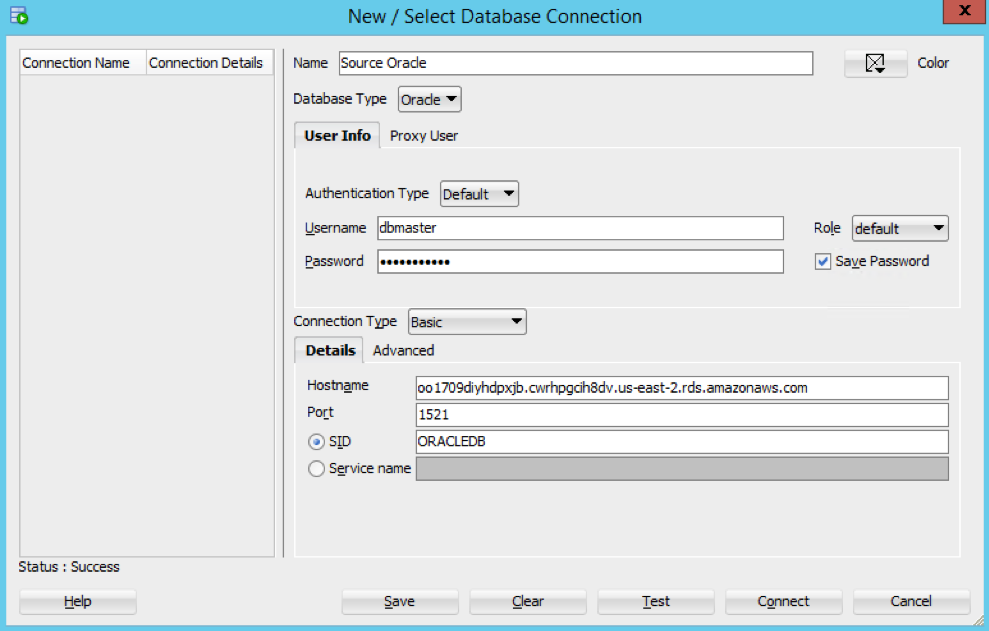 New / Select Database Connection
X
Connection Name Connection Details
Name Source Oracle Color
Database Type Oracle
User Info Proxy User
Authentication Type Default
Username dbmaster Role default
Password ••••••••••• Save Password
Connection Type Basic
Details Advanced
Hostname oo1709diyhdpxjb.cwrhpgcih8dv.us-east-2.rds.amazonaws.com
Port 1521
SID ORACLEDB
Service name
Status : Success
Help Save Clear Test Connect Cancel